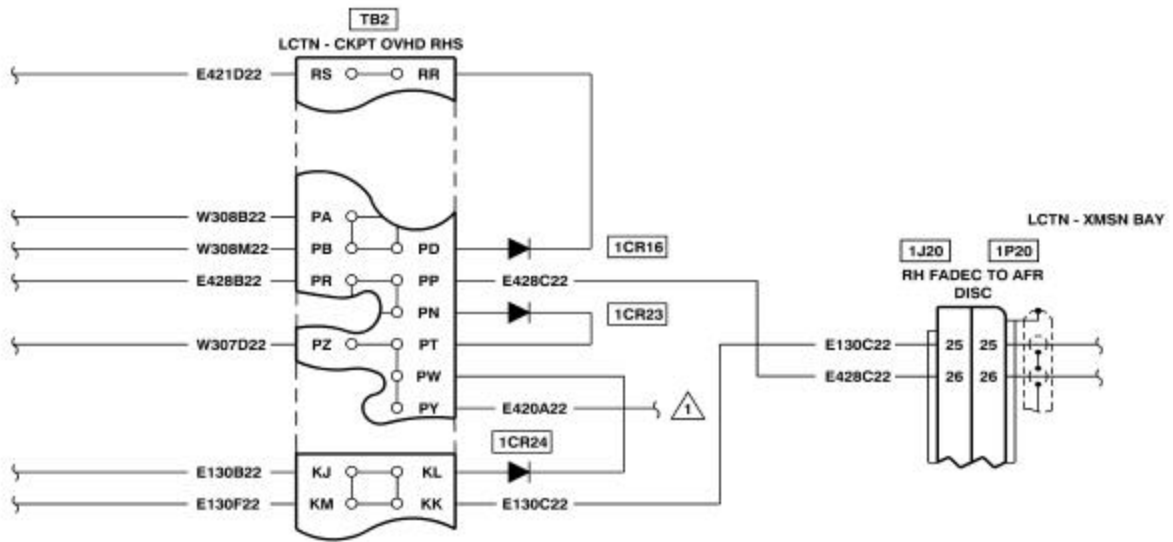 TB2
LCTN - CKPT OVHD RHS
E421D22 RS RR
W308B22 PA
LCTN - XMSN BAY
W308M22 PB PD 1CR16
1J20 1P20
E428B22 PR PP E428C22
RH FADEC TO AFR
DISC
PN 1CR23
W307D22 PZ PT
E130C22 25 25
PW
E428C22 26 26
PY E420A22 1
1CR24
E130B22 KJ KL
E130F22 KM KK E130C22